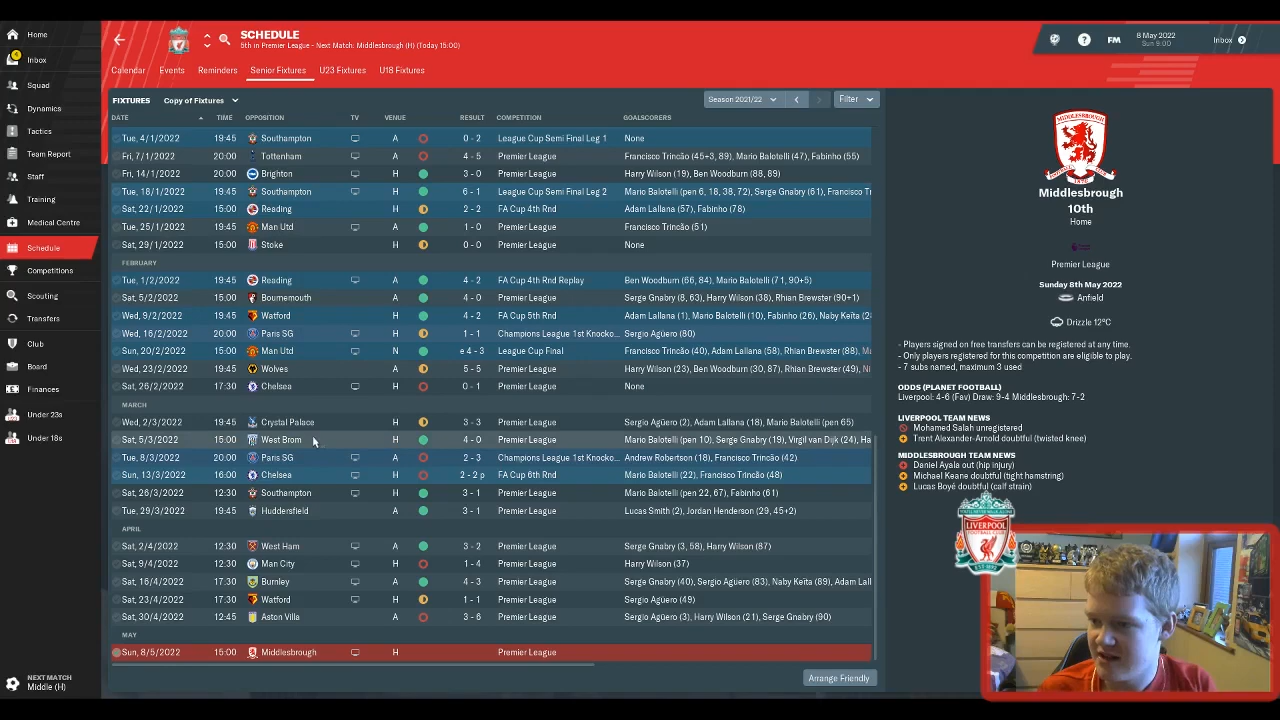 Home
Inbox
4
Squad
Dynamics
Tactics
Team Report
Staff
Training
Medical Centre
Schedule
Competitions
Scouting
Transfers
Club
Board
Finances
Under 23s
Under 18s
NEXT MATCH
Middle (H)
SCHEDULE
5th in Premier League - Next Match: Middlesbrough (H) (Today 15:00)
? FM 8 May 2022 Sun 9:00 Inbox
Calendar Events Reminders Senior Fixtures U23 Fixtures U18 Fixtures
FIXTURES Copy of Fixtures Season 2021/22 Filter
DATE TIME OPPOSITION TV VENUE RESULT COMPETITION GOALSCORERS
Tue, 4/1/2022 19:45 Southampton A 0 - 2 League Cup Semi Final Leg 1 None
Fri, 7/1/2022 20:00 Tottenham A 4 - 5 Premier League Francisco Trincão (45+3, 89), Mario Balotelli (47), Fabinho (55)
Fri, 14/1/2022 20:00 Brighton H 3 - 0 Premier League Harry Wilson (19), Ben Woodburn (88, 89)
Tue, 18/1/2022 19:45 Southampton H 6 - 1 League Cup Semi Final Leg 2 Mario Balotelli (pen 6, 18, 38, 72), Serge Gnabry (61), Francisco Tr
Sat, 22/1/2022 15:00 Reading H 2 - 2 FA Cup 4th Rnd Adam Lallana (57), Fabinho (78)
Tue, 25/1/2022 19:45 Man Utd A 1 - 0 Premier League Francisco Trincão (51)
Sat, 29/1/2022 15:00 Stoke H 0 - 0 Premier League None
FEBRUARY
Tue, 1/2/2022 19:45 Reading A 4 - 2 FA Cup 4th Rnd Replay Ben Woodburn (66, 84), Mario Balotelli (71, 90+5)
Sat, 5/2/2022 15:00 Bournemouth A 4 - 0 Premier League Serge Gnabry (8, 63), Harry Wilson (38), Rhian Brewster (90+1)
Wed, 9/2/2022 19:45 Watford H 4 - 2 FA Cup 5th Rnd Adam Lallana (1), Mario Balotelli (10), Fabinho (26), Naby Keïta (2
Wed, 16/2/2022 20:00 Paris SG H 1 - 1 Champions League 1st Knocko... Sergio Agüero (80)
Sun, 20/2/2022 15:00 Man Utd N e 4 - 3 League Cup Final Francisco Trincão (40), Adam Lallana (58), Rhian Brewster (88), Ma
Wed, 23/2/2022 19:45 Wolves A 5 - 5 Premier League Harry Wilson (23), Ben Woodburn (30, 87), Rhian Brewster (49), Ni
Sat, 26/2/2022 17:30 Chelsea H 0 - 1 Premier League None
MARCH
Wed, 2/3/2022 19:45 Crystal Palace A 3 - 3 Premier League Sergio Agüero (2), Adam Lallana (18), Mario Balotelli (pen 65)
Sat, 5/3/2022 15:00 West Brom H 4 - 0 Premier League Mario Balotelli (pen 10), Serge Gnabry (19), Virgil van Dijk (24), Ha
Tue, 8/3/2022 20:00 Paris SG A 2 - 3 Champions League 1st Knocko... Andrew Robertson (18), Francisco Trincão (42)
Sun, 13/3/2022 16:00 Chelsea H 2 - 2 p FA Cup 6th Rnd Mario Balotelli (22), Francisco Trincão (48)
Sat, 26/3/2022 12:30 Southampton H 3 - 1 Premier League Mario Balotelli (pen 22, 67), Fabinho (61)
Tue, 29/3/2022 19:45 Huddersfield A 3 - 1 Premier League Lucas Smith (2), Jordan Henderson (29, 45+2)
APRIL
Sat, 2/4/2022 12:30 West Ham A 3 - 2 Premier League Serge Gnabry (3, 58), Harry Wilson (87)
Sat, 9/4/2022 12:30 Man City H 1 - 4 Premier League Harry Wilson (37)
Sat, 16/4/2022 17:30 Burnley A 4 - 3 Premier League Serge Gnabry (40), Sergio Agüero (83), Naby Keïta (89), Adam Lall
Sat, 23/4/2022 17:30 Watford H 1 - 1 Premier League Sergio Agüero (49)
Sat, 30/4/2022 12:45 Aston Villa A 3 - 6 Premier League Sergio Agüero (3), Harry Wilson (21), Serge Gnabry (90)
MAY
Sun, 8/5/2022 15:00 Middlesbrough H Premier League
Arrange Friendly
MIDDLESBROUGH
Middlesbrough
10th
Home
Premier League
Sunday 8th May 2022
Anfield
Drizzle 12°C
- Players signed on free transfers can be registered at any time.
- Only players registered for this competition are eligible to play.
- 7 subs named, maximum 3 used
ODDS (PLANET FOOTBALL)
Liverpool: 4-6 (Fav) Draw: 9-4 Middlesbrough: 7-2
LIVERPOOL TEAM NEWS
Mohamed Salah unregistered
Trent Alexander-Arnold doubtful (twisted knee)
MIDDLESBROUGH TEAM NEWS
Daniel Ayala out (hip injury)
Michael Keane doubtful (tight hamstring)
Lucas Boyé doubtful (calf strain)
YOU'LL NEVER WALK ALONE
LIVERPOOL
FOOTBALL CLUB
EST·1892